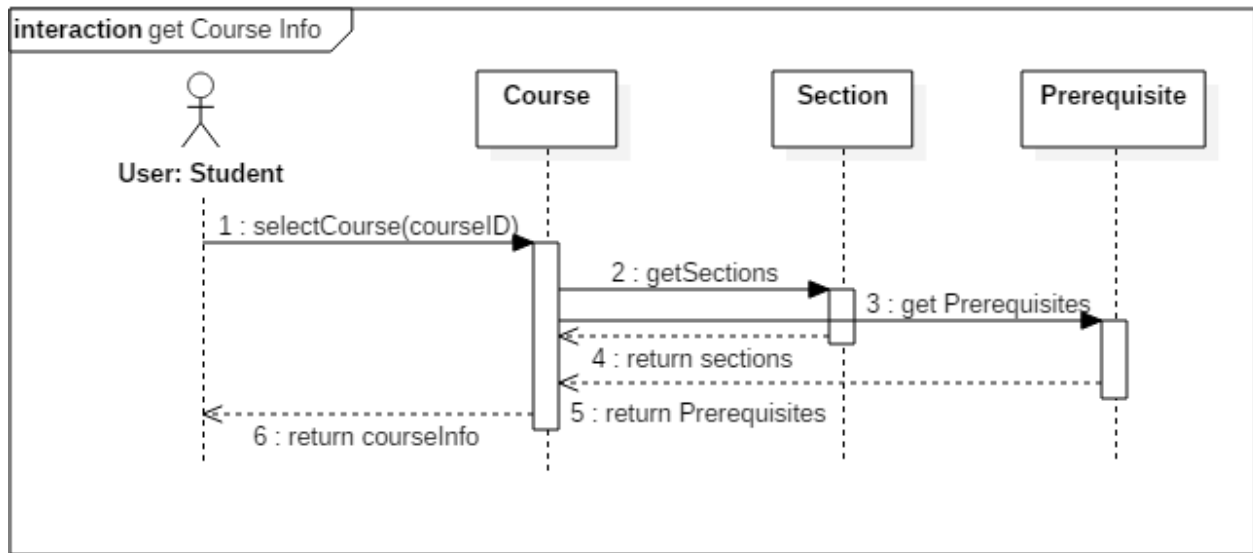 interaction get Course Info
Course
Section
Prerequisite
User: Student
1 : selectCourse(courseID)
2 : getSections
3 : get Prerequisites
4 : return sections
5 : return Prerequisites
6 : return courseInfo